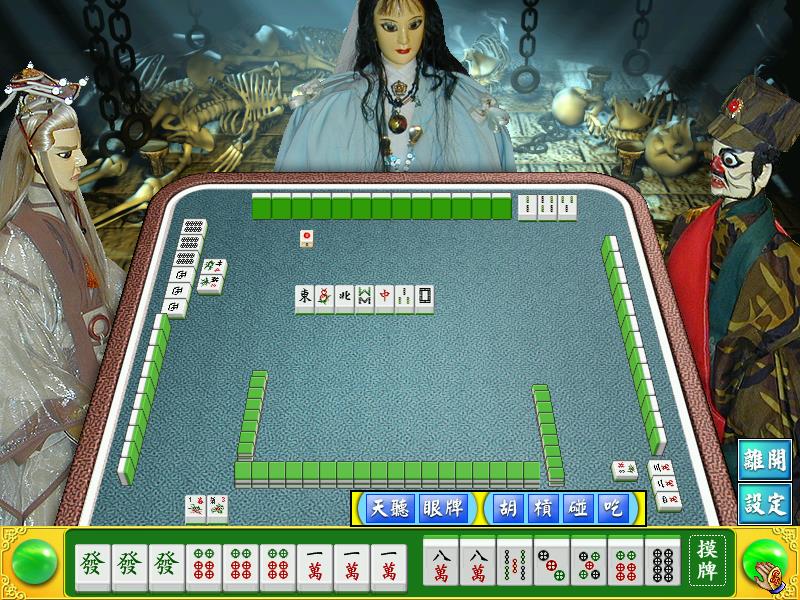 東 北 中
離開
設定
天聽 眼牌 胡 槓 碰 吃
發 發 發 一萬 一萬 一萬 八萬 八萬
摸牌